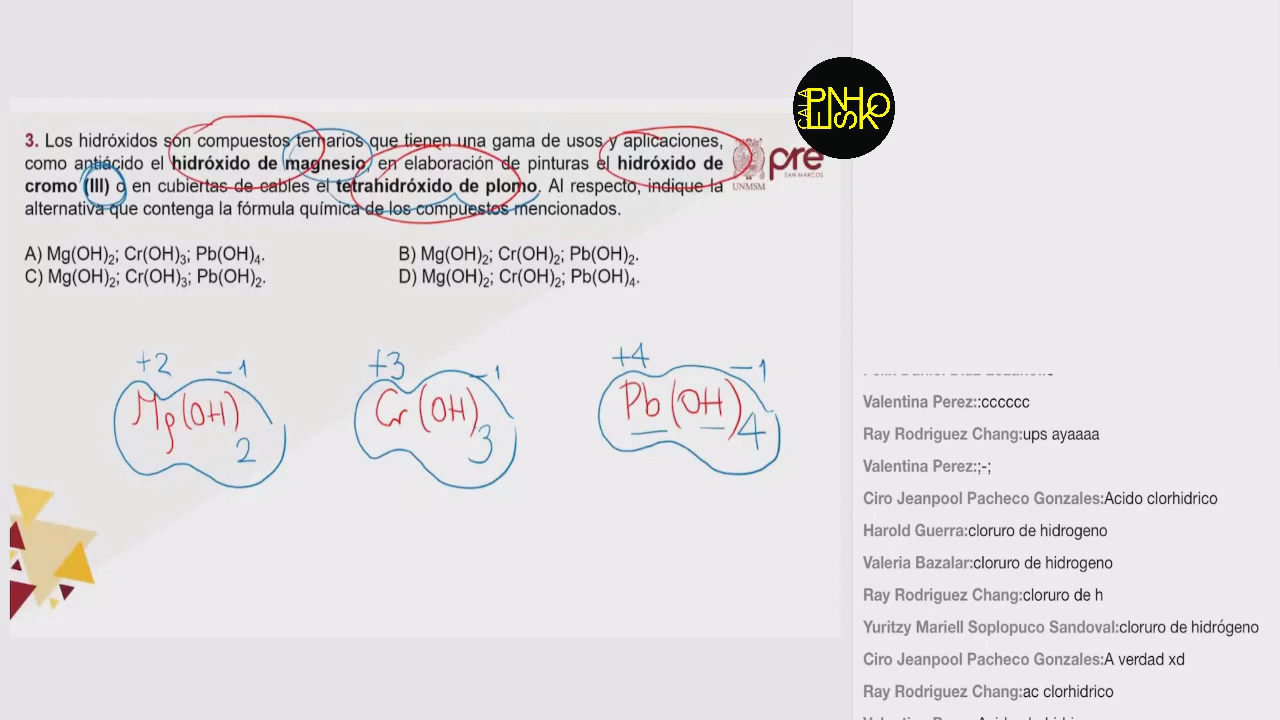 CALA
PENHOESSKO
3. Los hidróxidos son compuestos ternarios que tienen una gama de usos y aplicaciones,
como antiácido el hidróxido de magnesio, en elaboración de pinturas el hidróxido de
cromo (III) o en cubiertas de cables el tetrahidróxido de plomo. Al respecto, indique la
alternativa que contenga la fórmula química de los compuestos mencionados.
pre
SAN MARCOS
UNMSM
A) Mg(OH)₂; Cr(OH)₃; Pb(OH)₄.
B) Mg(OH)₂; Cr(OH)₂; Pb(OH)₂.
C) Mg(OH)₂; Cr(OH)₃; Pb(OH)₂.
D) Mg(OH)₂; Cr(OH)₂; Pb(OH)₄.
+2 -1
Mg(OH)2
+3 -1
Cr(OH)3
+4 -1
Pb(OH)4
Valentina Perez::cccccc
Ray Rodriguez Chang:ups ayaaaa
Valentina Perez:;-;
Ciro Jeanpool Pacheco Gonzales:Acido clorhidrico
Harold Guerra:cloruro de hidrogeno
Valeria Bazalar:cloruro de hidrogeno
Ray Rodriguez Chang:cloruro de h
Yuritzy Mariell Soplopuco Sandoval:cloruro de hidrógeno
Ciro Jeanpool Pacheco Gonzales:A verdad xd
Ray Rodriguez Chang:ac clorhidrico